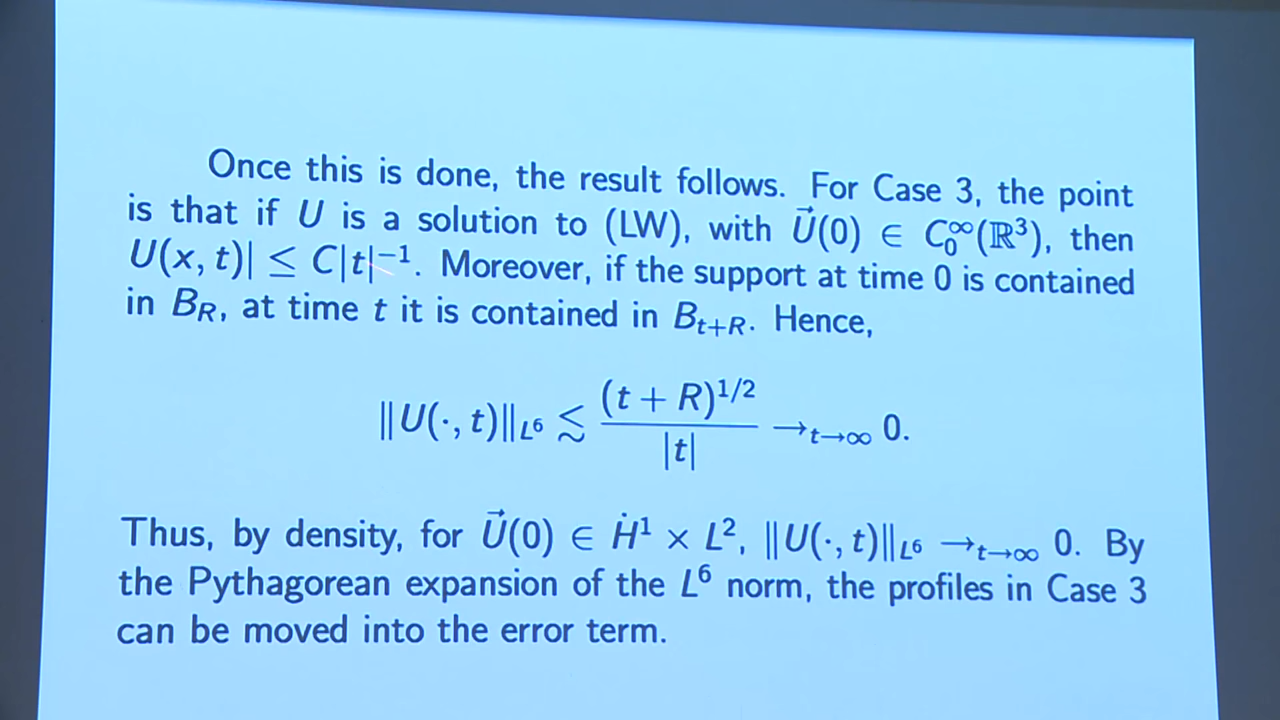 Once this is done, the result follows. For Case 3, the point
is that if U is a solution to (LW), with U⃗(0) ∈ C₀^∞(ℝ³), then
U(x, t)| ≤ C|t|⁻¹. Moreover, if the support at time 0 is contained
in B_R, at time t it is contained in B_{t+R}. Hence,
‖U(·, t)‖_{L⁶} ≲ (t + R)^{1/2} / |t| →_{t→∞} 0.
Thus, by density, for U⃗(0) ∈ Ḣ¹ × L², ‖U(·, t)‖_{L⁶} →_{t→∞} 0. By
the Pythagorean expansion of the L⁶ norm, the profiles in Case 3
can be moved into the error term.